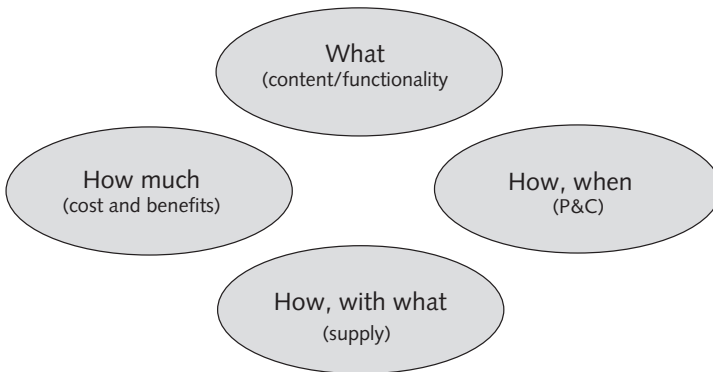 What
(content/functionality
How much
(cost and benefits)
How, when
(P&C)
How, with what
(supply)